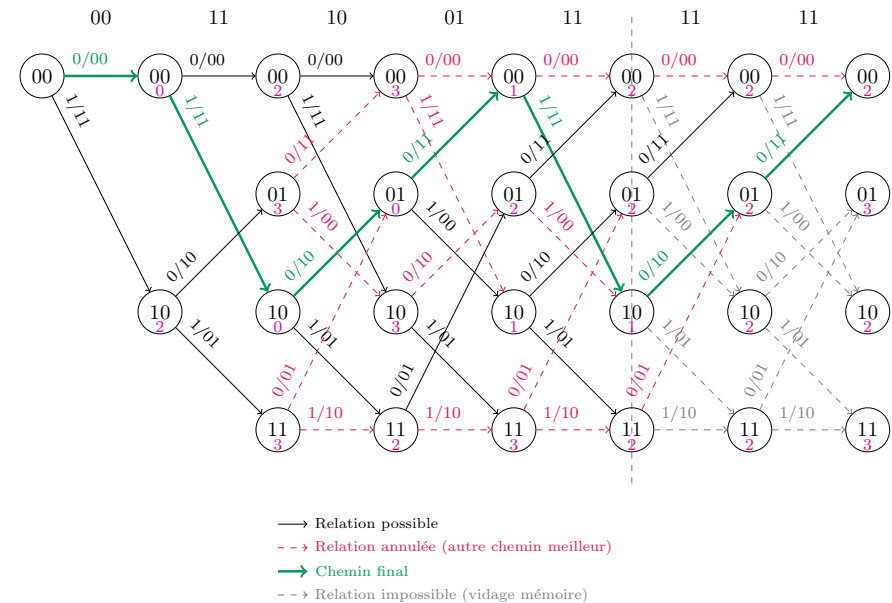 00 11 10 01 11 11 11
0/00 0/00 0/00 0/00 0/00 0/00 0/00
00 00 00 00 00 00 00 00
0 2 3 1 2 2 2
1/11 1/11 1/11 1/11 1/11 1/11 1/11
0/11 0/11 0/11 0/11 0/11
01 01 01 01 01 01
3 0 2 2 2 3
1/00 1/00 1/00 1/00 1/00
0/10 0/10 0/10 0/10 0/10 0/10
10 10 10 10 10 10 10
2 0 3 1 1 2 2
1/01 1/01 1/01 1/01 1/01 1/01
0/01 0/01 0/01 0/01 0/01
1/10 1/10 1/10 1/10 1/10
11 11 11 11 11 11
3 2 3 2 2 3
Relation possible
Relation annulée (autre chemin meilleur)
Chemin final
Relation impossible (vidage mémoire)